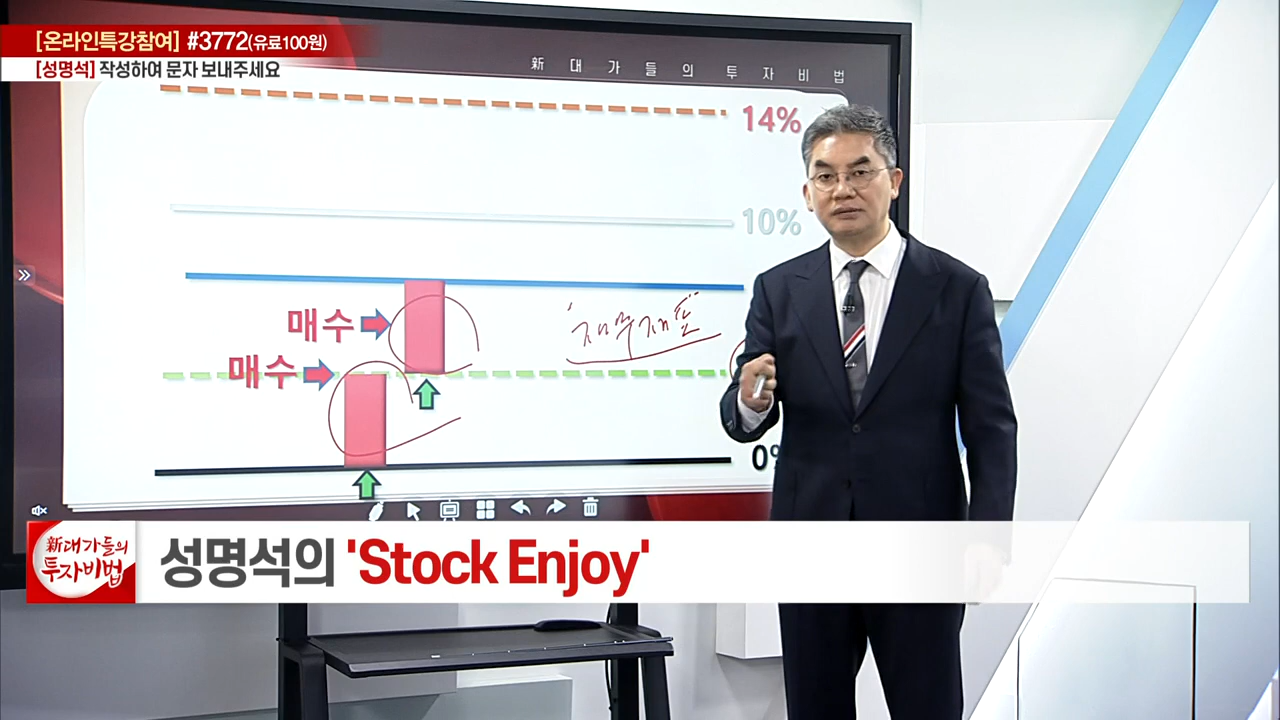 [온라인특강참여] #3772(유료100원)
[성명석] 작성하여 문자 보내주세요
新 대 가 들 의 투 자 비 법
14%
10%
매수
매수
新대가들의
투자비법
성명석의 'Stock Enjoy'